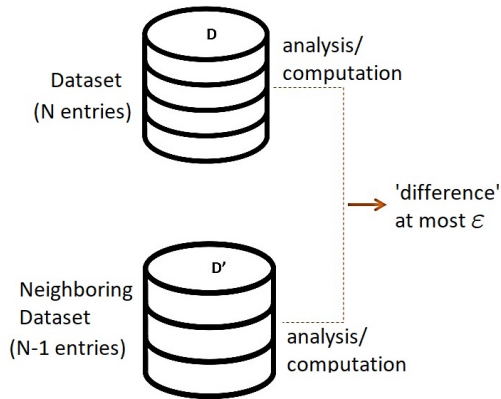 D
analysis/
computation
Dataset
(N entries)
'difference'
at most ℰ
D’
Neighboring
Dataset
(N-1 entries)
analysis/
computation